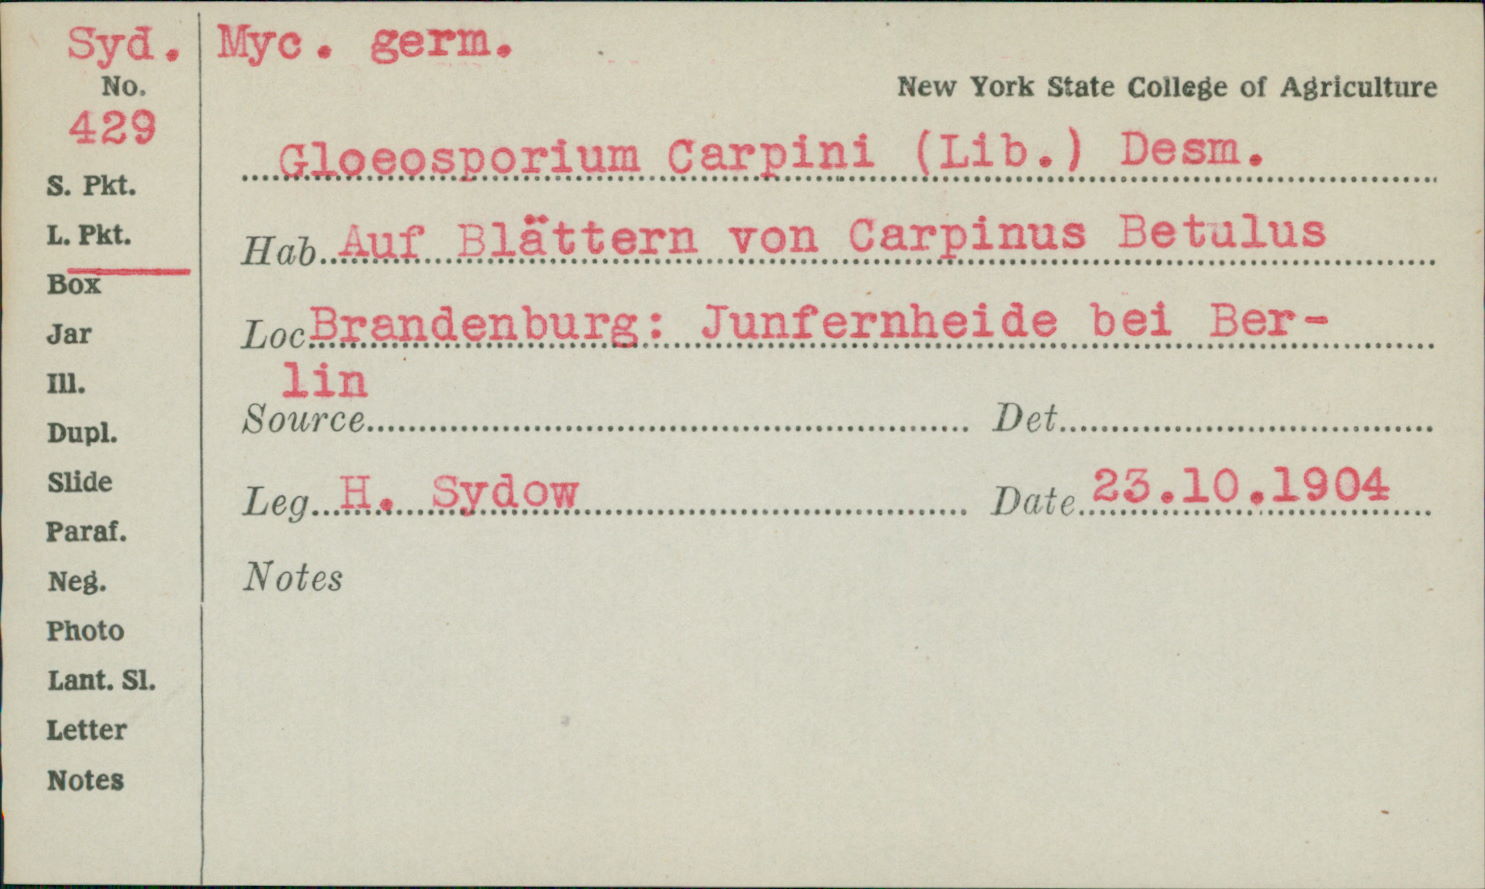 Syd. Myc. germ.
No.
New York State College of Agriculture
429
Gloeosporium Carpini (Lib.) Desm.
S. Pkt.
L. Pkt.
Hab. Auf Blättern von Carpinus Betulus
Box
Jar
Loc Brandenburg: Junfernheide bei Ber-
lin
Ill.
Dupl.
Source Det.
Slide
Leg. H. Sydow Date 23.10.1904
Paraf.
Neg.
Notes
Photo
Lant. Sl.
Letter
Notes